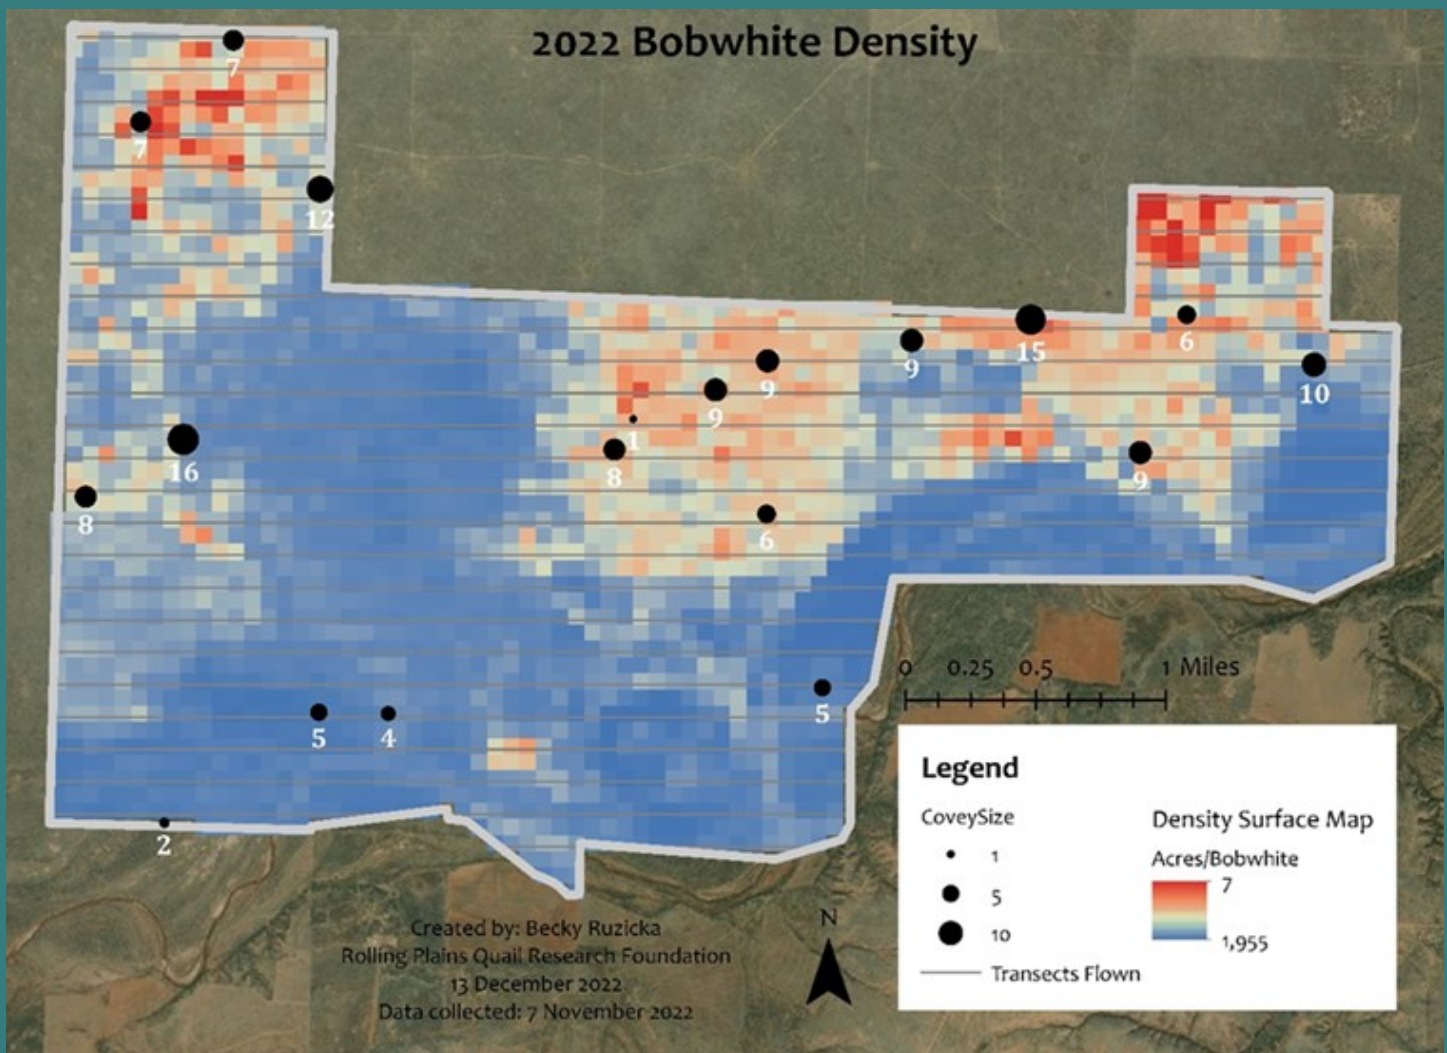 2022 Bobwhite Density
7
7
12
15
6
9
9
10
9
1
8
9
16
8
6
5
5
4
2
0 0.25 0.5 1 Miles
Legend
CoveySize
1
5
10
Transects Flown
Density Surface Map
Acres/Bobwhite
7
1,955
N
Created by: Becky Ruzicka
Rolling Plains Quail Research Foundation
13 December 2022
Data collected: 7 November 2022